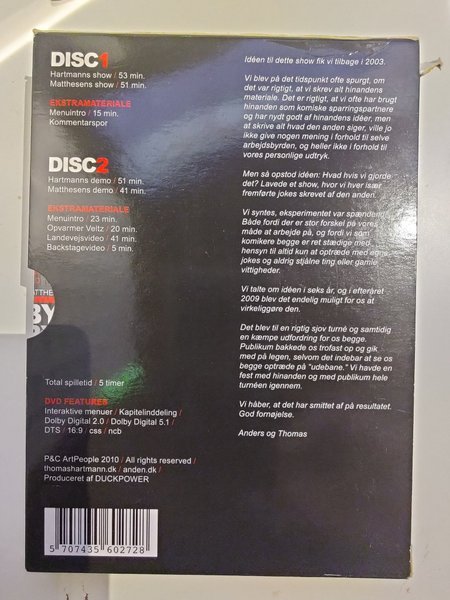 DISC1
Hartmanns show / 53 min.
Matthesens show / 51 min.
EKSTRAMATERIALE
Menuintro / 15 min.
Kommentarspor
DISC2
Hartmanns demo / 51 min.
Matthesens demo / 41 min.
EKSTRAMATERIALE
Menuintro / 23 min.
Opvarmer Veltz / 20 min.
Landevejsvideo / 41 min.
Backstagevideo / 5 min.
Total spilletid / 5 timer
DVD FEATURES
Interaktive menuer / Kapitelinddeling /
Dolby Digital 2.0 / Dolby Digital 5.1 /
DTS / 16:9 / css / ncb
P&C ArtPeople 2010 / All rights reserved /
thomashartmann.dk / anden.dk /
Produceret af DUCKPOWER
5 707435 602728
Idéen til dette show fik vi tilbage i 2003.
Vi blev på det tidspunkt ofte spurgt, om
det var rigtigt, at vi skrev alt hinandens
materiale. Det er rigtigt, at vi ofte har brugt
hinanden som komiske sparringspartnere
og har nydt godt af hinandens idéer, men
at skrive alt hvad den anden siger, ville jo
ikke give nogen mening i forhold til selve
arbejdsbyrden, og heller ikke i forhold til
vores personlige udtryk.
Men så opstod idéen: Hvad hvis vi gjorde
det? Lavede et show, hvor vi hver især
fremførte jokes skrevet af den anden.
Vi syntes, eksperimentet var spændende.
Både fordi der er stor forskel på vores
måde at arbejde på, og fordi vi som
komikere begge er ret stædige med
hensyn til altid kun at optræde med egne
jokes og aldrig stjålne ting eller gamle
vittigheder.
Vi talte om idéen i seks år, og i efteråret
2009 blev det endelig muligt for os at
virkeliggøre den.
Det blev til en rigtig sjov turné og samtidig
en kæmpe udfordring for os begge.
Publikum bakkede os trofast op og gik
med på legen, selvom det indebar at se os
begge optræde på "udebane." Vi havde en
fest med hinanden og med publikum hele
turnéen igennem.
Vi håber, at det har smittet af på resultatet.
God fornøjelse.
Anders og Thomas